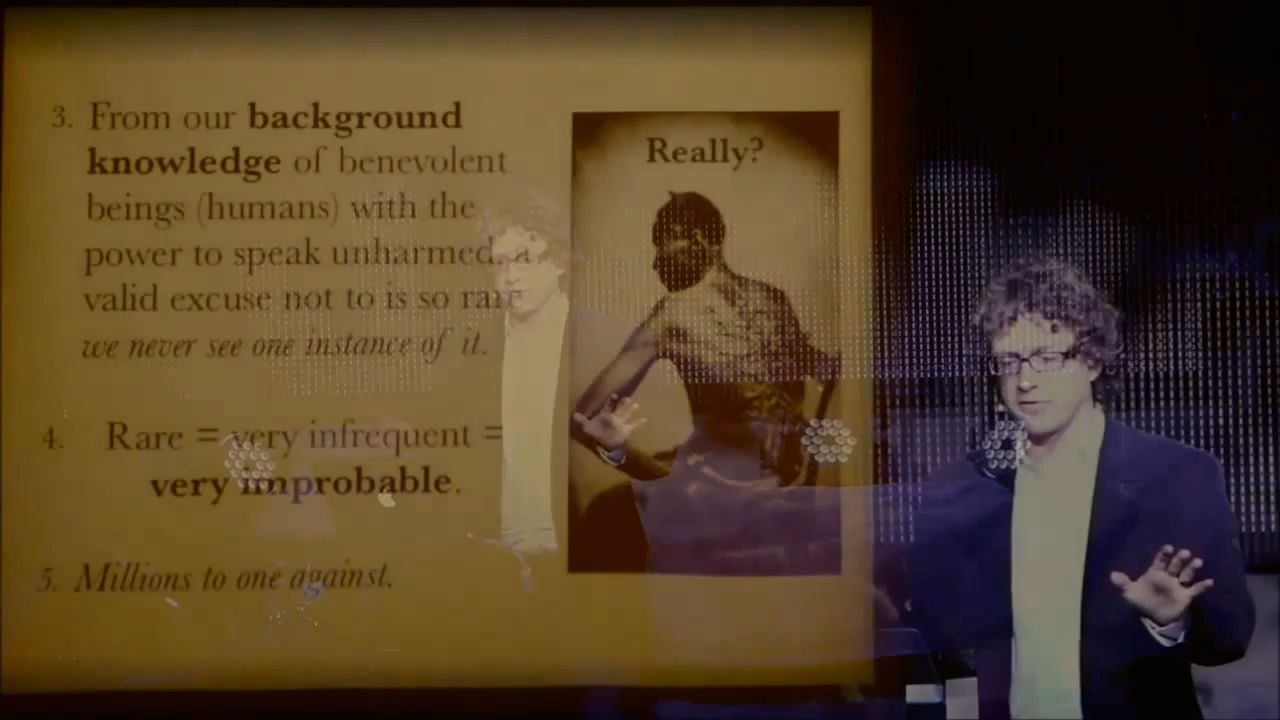 3. From our background
knowledge of benevolent
beings (humans) with the
power to speak unharmed, a
valid excuse not to is so rare
we never see one instance of it.
4. Rare = very infrequent =
very improbable.
5. Millions to one against.
Really?